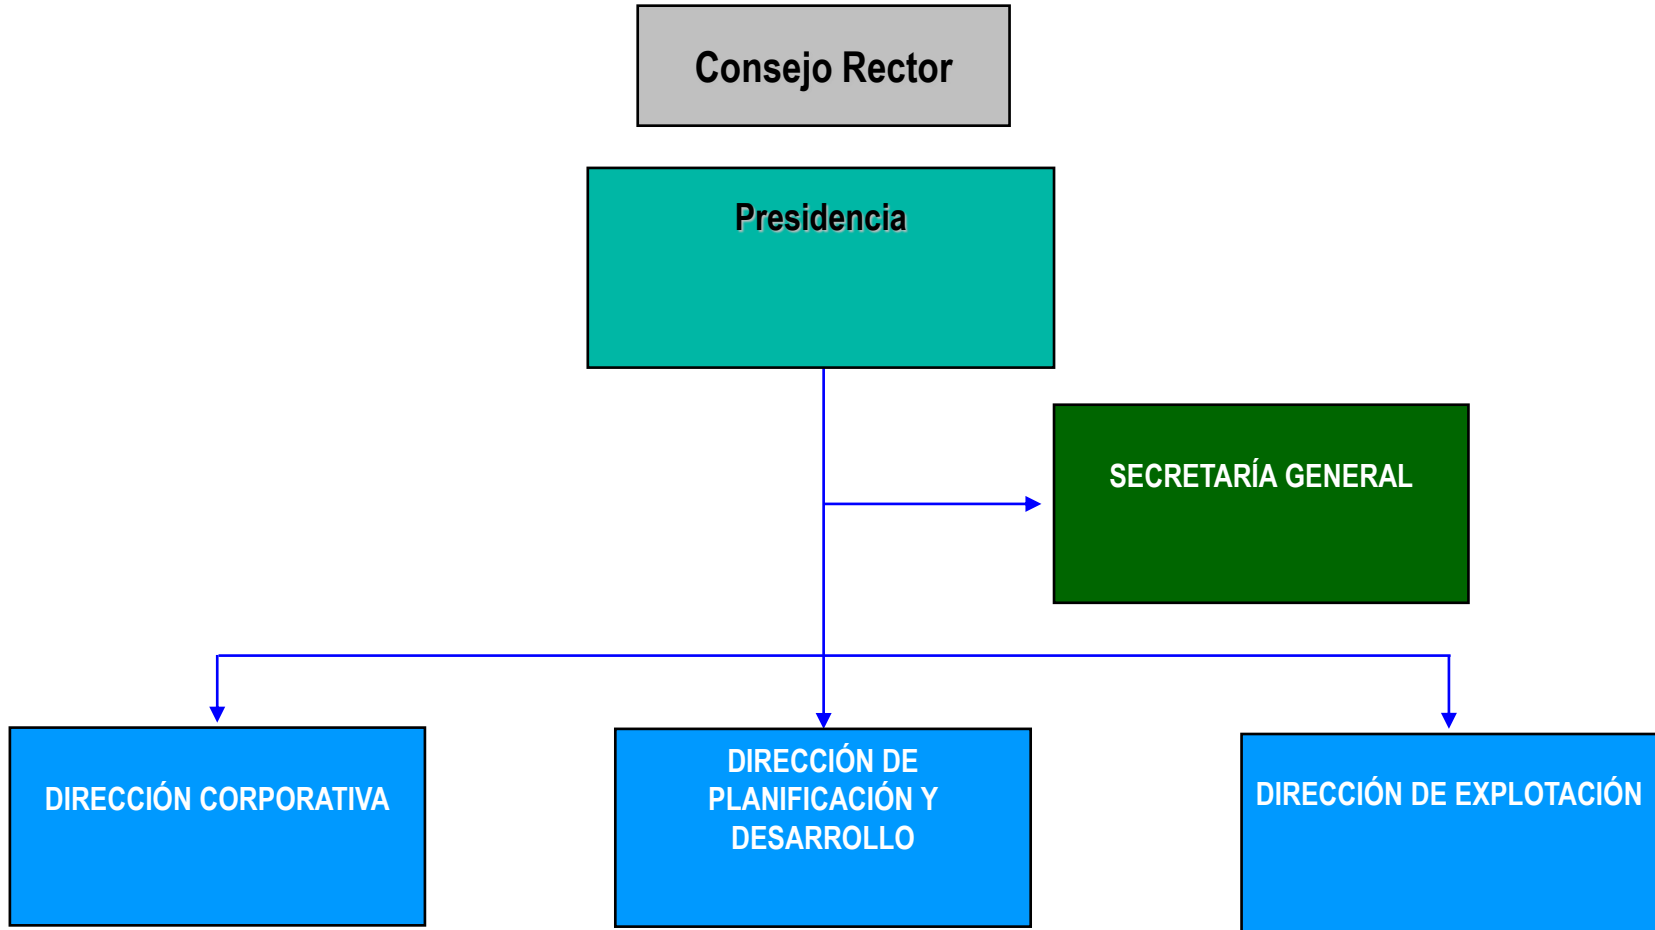 Consejo Rector
Presidencia
SECRETARÍA GENERAL
DIRECCIÓN CORPORATIVA
DIRECCIÓN DE
PLANIFICACIÓN Y
DESARROLLO
DIRECCIÓN DE EXPLOTACIÓN